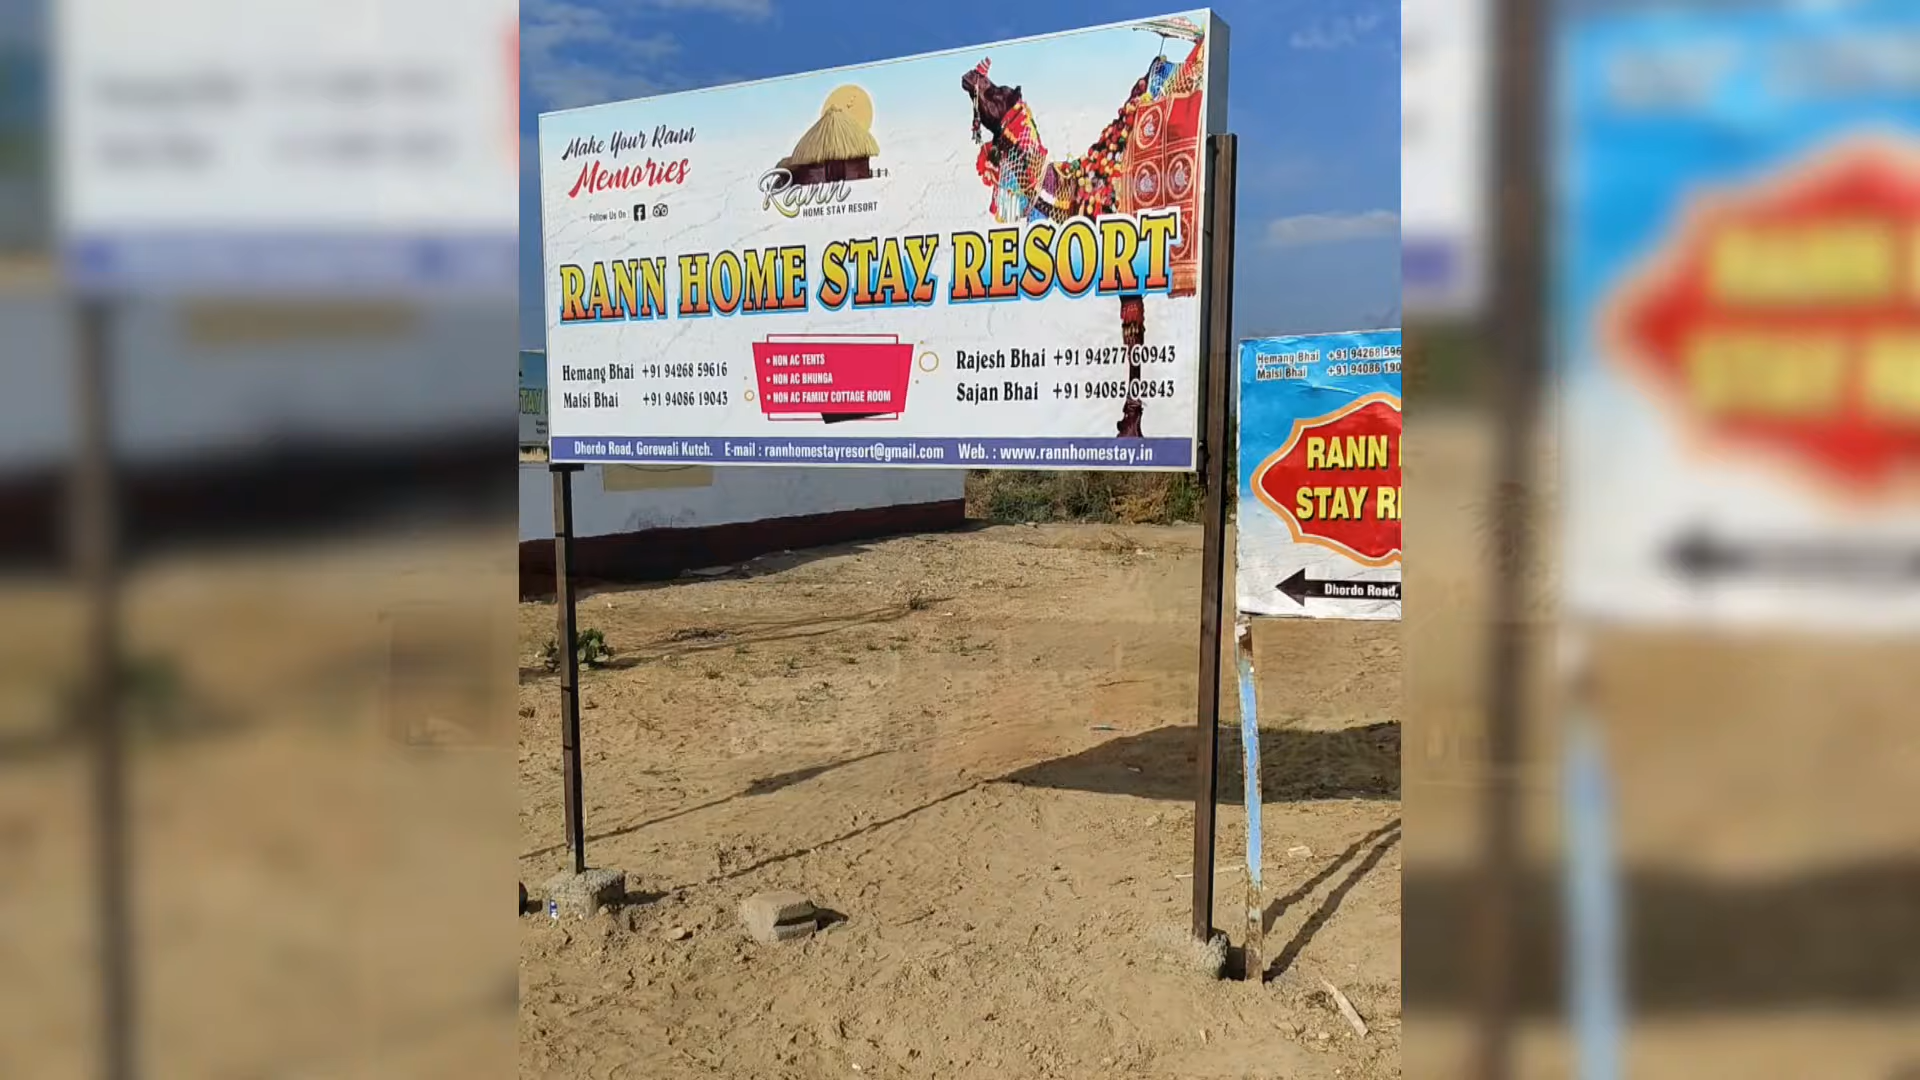 Make Your Rann
Memories
Follow Us On :
Rann
HOME STAY RESORT
RANN HOME STAY RESORT
Hemang Bhai +91 94268 59616
Malsi Bhai +91 94086 19043
• NON AC TENTS
• NON AC BHUNGA
• NON AC FAMILY COTTAGE ROOM
Rajesh Bhai +91 94277 60943
Sajan Bhai +91 94085 02843
Dhordo Road, Gorewali Kutch. E-mail : rannhomestayresort@gmail.com Web. : www.rannhomestay.in
Hemang Bhai +91 94268 596
Malsi Bhai +91 94086 190
RANN
STAY R
Dhordo Road,